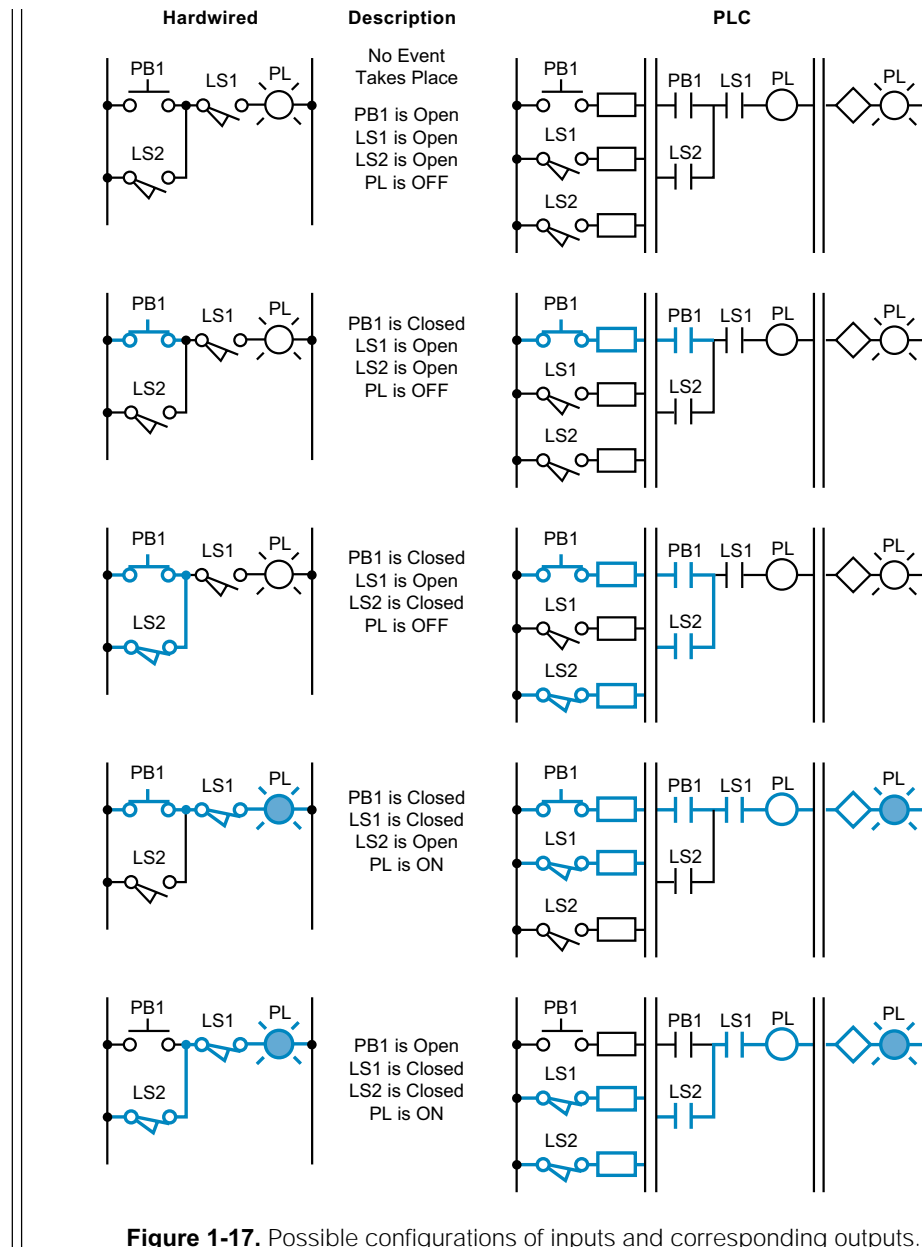 Hardwired Description PLC
PB1 LS1 PL
LS2
No Event
Takes Place
PB1 is Open
LS1 is Open
LS2 is Open
PL is OFF
PB1
LS1
LS2
PB1 LS1 PL
LS2
PL
PB1 LS1 PL
LS2
PB1 is Closed
LS1 is Open
LS2 is Open
PL is OFF
PB1
LS1
LS2
PB1 LS1 PL
LS2
PL
PB1 LS1 PL
LS2
PB1 is Closed
LS1 is Open
LS2 is Closed
PL is OFF
PB1
LS1
LS2
PB1 LS1 PL
LS2
PL
PB1 LS1 PL
LS2
PB1 is Closed
LS1 is Closed
LS2 is Open
PL is ON
PB1
LS1
LS2
PB1 LS1 PL
LS2
PL
PB1 LS1 PL
LS2
PB1 is Open
LS1 is Closed
LS2 is Closed
PL is ON
PB1
LS1
LS2
PB1 LS1 PL
LS2
PL
Figure 1-17. Possible configurations of inputs and corresponding outputs.